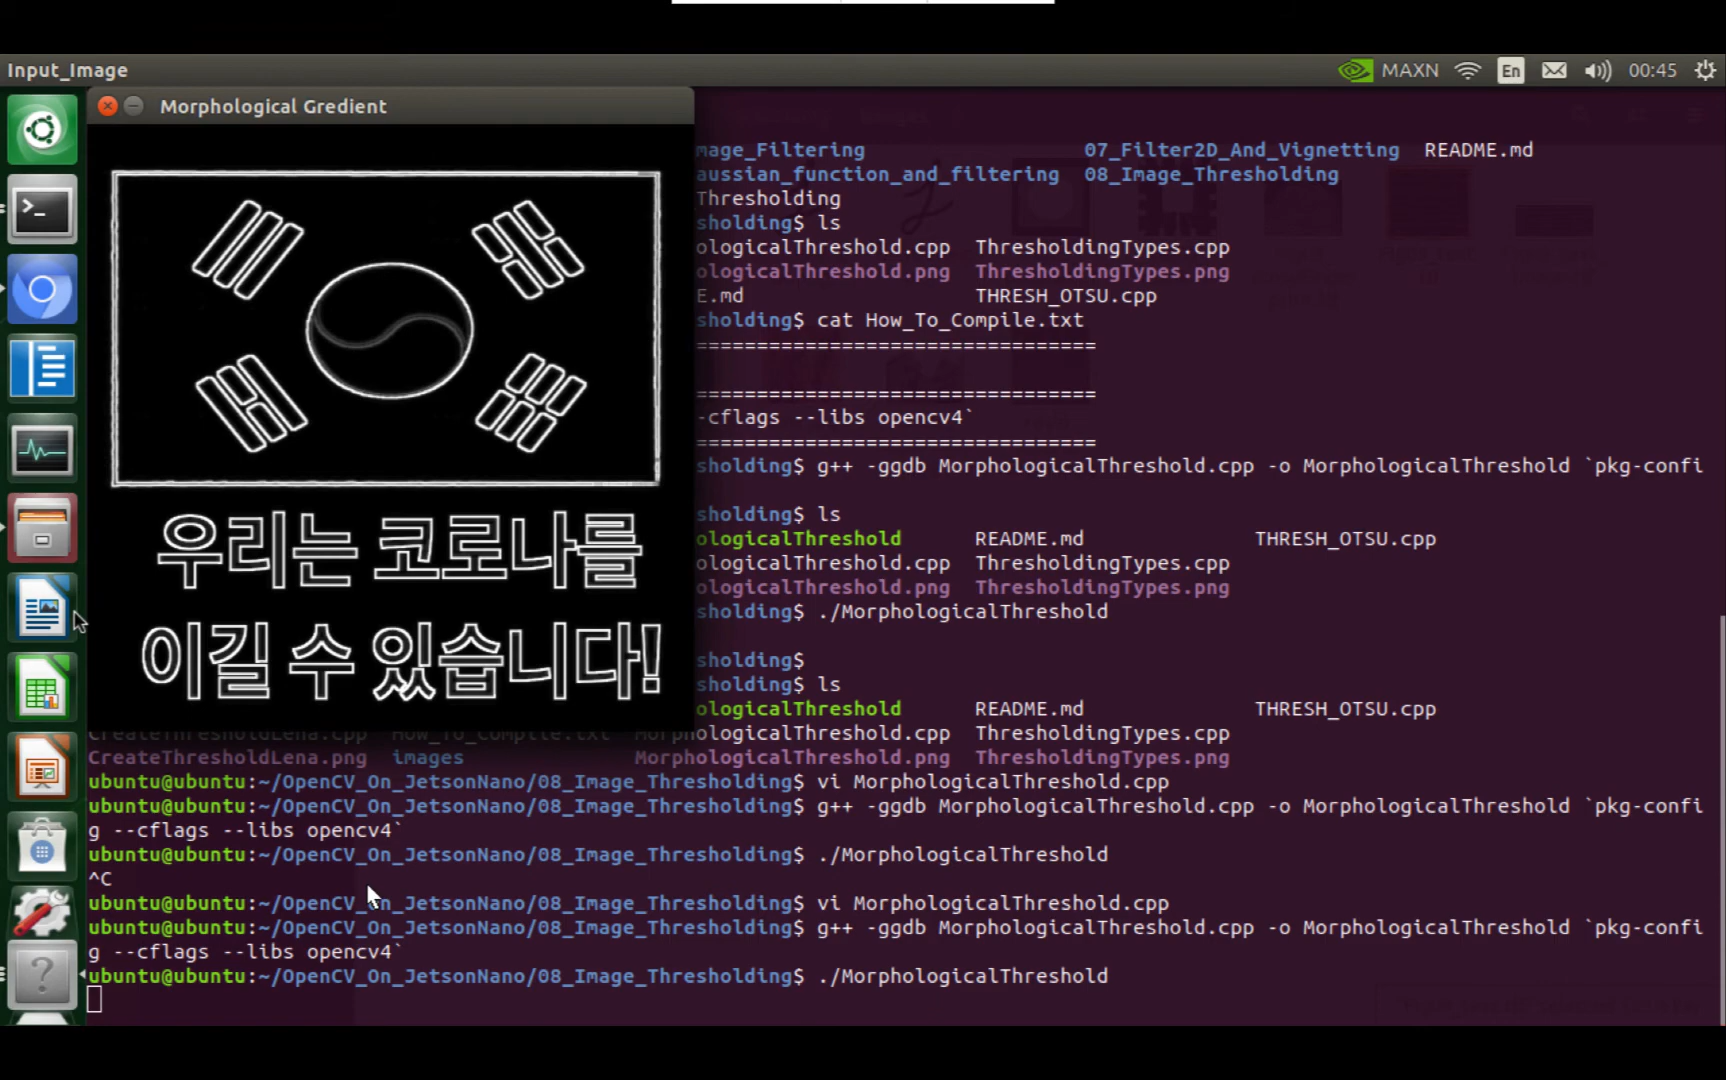 Input_Image
MAXN
En
00:45
Morphological Gredient
우리는 코로나를
이길 수 있습니다!
mage_Filtering 07_Filter2D_And_Vignetting README.md
aussian_function_and_filtering 08_Image_Thresholding
Thresholding
sholding$ ls
ologicalThreshold.cpp ThresholdingTypes.cpp
ologicalThreshold.png ThresholdingTypes.png
E.md THRESH_OTSU.cpp
sholding$ cat How_To_Compile.txt
================================
================================
-cflags --libs opencv4`
================================
sholding$ g++ -ggdb MorphologicalThreshold.cpp -o MorphologicalThreshold `pkg-confi
sholding$ ls
ologicalThreshold README.md THRESH_OTSU.cpp
ologicalThreshold.cpp ThresholdingTypes.cpp
ologicalThreshold.png ThresholdingTypes.png
sholding$ ./MorphologicalThreshold
sholding$
sholding$ ls
ologicalThreshold README.md THRESH_OTSU.cpp
CreateThresholdLena.cpp How_To_Compile.txt MorphologicalThreshold.cpp ThresholdingTypes.cpp
CreateThresholdLena.png images MorphologicalThreshold.png ThresholdingTypes.png
ubuntu@ubuntu:~/OpenCV_On_JetsonNano/08_Image_Thresholding$ vi MorphologicalThreshold.cpp
ubuntu@ubuntu:~/OpenCV_On_JetsonNano/08_Image_Thresholding$ g++ -ggdb MorphologicalThreshold.cpp -o MorphologicalThreshold `pkg-confi
g --cflags --libs opencv4`
ubuntu@ubuntu:~/OpenCV_On_JetsonNano/08_Image_Thresholding$ ./MorphologicalThreshold
^C
ubuntu@ubuntu:~/OpenCV_On_JetsonNano/08_Image_Thresholding$ vi MorphologicalThreshold.cpp
ubuntu@ubuntu:~/OpenCV_On_JetsonNano/08_Image_Thresholding$ g++ -ggdb MorphologicalThreshold.cpp -o MorphologicalThreshold `pkg-confi
g --cflags --libs opencv4`
ubuntu@ubuntu:~/OpenCV_On_JetsonNano/08_Image_Thresholding$ ./MorphologicalThreshold